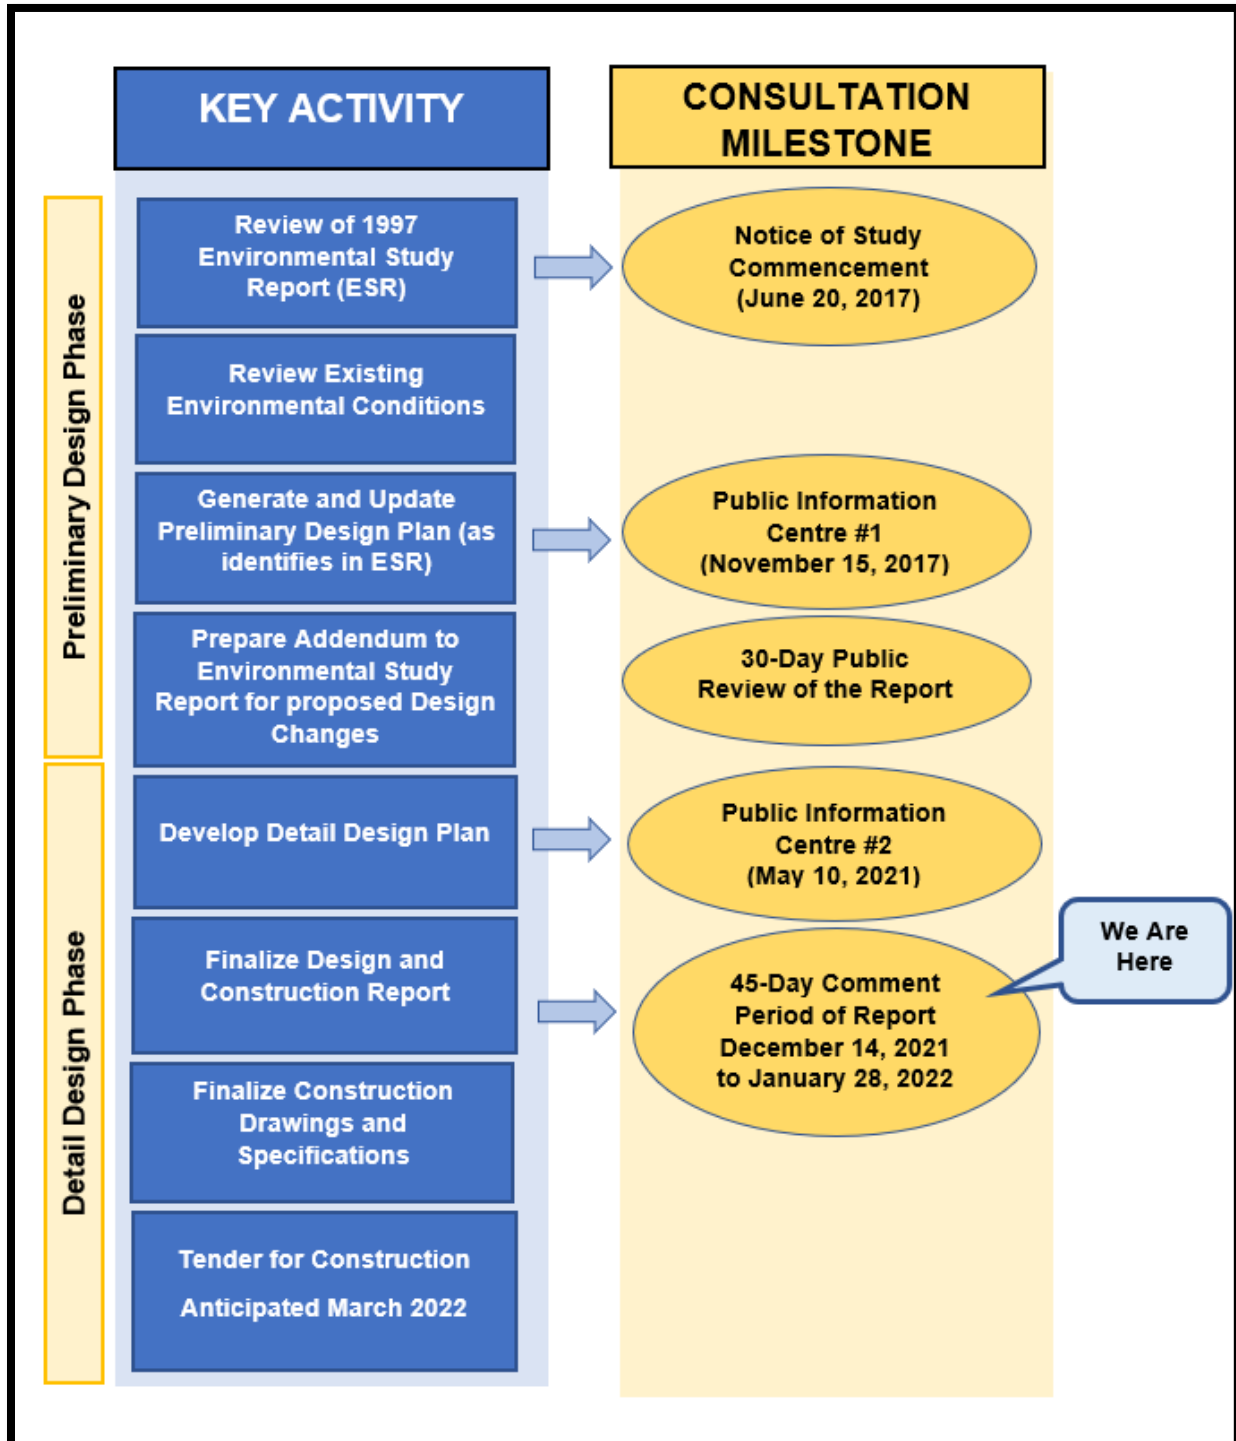 KEY ACTIVITY
CONSULTATION
MILESTONE
Preliminary Design Phase
Review of 1997
Environmental Study
Report (ESR)
Notice of Study
Commencement
(June 20, 2017)
Review Existing
Environmental Conditions
Generate and Update
Preliminary Design Plan (as
identifies in ESR)
Public Information
Centre #1
(November 15, 2017)
Prepare Addendum to
Environmental Study
Report for proposed Design
Changes
30-Day Public
Review of the Report
Detail Design Phase
Develop Detail Design Plan
Public Information
Centre #2
(May 10, 2021)
Finalize Design and
Construction Report
45-Day Comment
Period of Report
December 14, 2021
to January 28, 2022
We Are
Here
Finalize Construction
Drawings and
Specifications
Tender for Construction
Anticipated March 2022